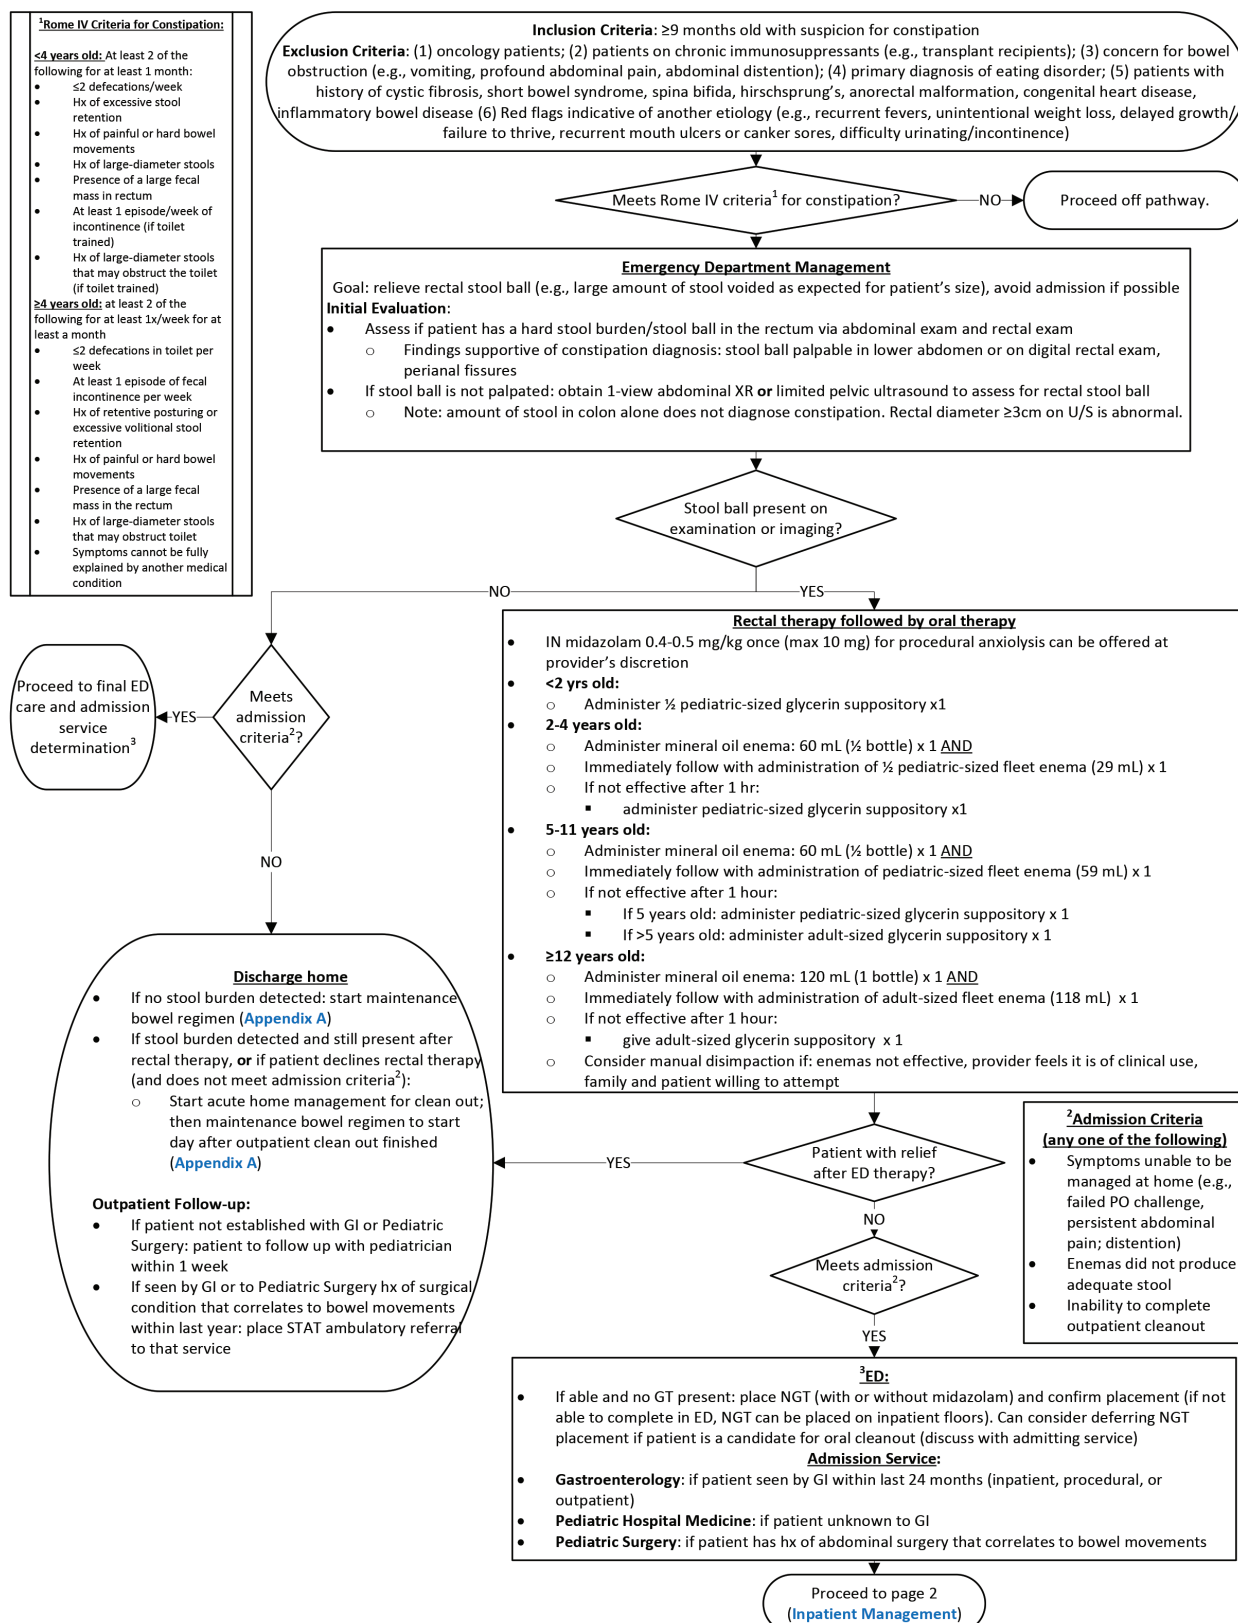 ¹Rome IV Criteria for Constipation:
<4 years old: At least 2 of the
following for at least 1 month:
• ≤2 defecations/week
• Hx of excessive stool
retention
• Hx of painful or hard bowel
movements
• Hx of large-diameter stools
• Presence of a large fecal
mass in rectum
• At least 1 episode/week of
incontinence (if toilet
trained)
• Hx of large-diameter stools
that may obstruct the toilet
(if toilet trained)
≥4 years old: at least 2 of the
following for at least 1x/week for at
least a month
• ≤2 defecations in toilet per
week
• At least 1 episode of fecal
incontinence per week
• Hx of retentive posturing or
excessive volitional stool
retention
• Hx of painful or hard bowel
movements
• Presence of a large fecal
mass in the rectum
• Hx of large-diameter stools
that may obstruct toilet
• Symptoms cannot be fully
explained by another medical
condition
Inclusion Criteria: ≥9 months old with suspicion for constipation
Exclusion Criteria: (1) oncology patients; (2) patients on chronic immunosuppressants (e.g., transplant recipients); (3) concern for bowel
obstruction (e.g., vomiting, profound abdominal pain, abdominal distention); (4) primary diagnosis of eating disorder; (5) patients with
history of cystic fibrosis, short bowel syndrome, spina bifida, hirschsprung's, anorectal malformation, congenital heart disease,
inflammatory bowel disease (6) Red flags indicative of another etiology (e.g., recurrent fevers, unintentional weight loss, delayed growth/
failure to thrive, recurrent mouth ulcers or canker sores, difficulty urinating/incontinence)
Meets Rome IV criteria¹ for constipation?
NO
Proceed off pathway.
Emergency Department Management
Goal: relieve rectal stool ball (e.g., large amount of stool voided as expected for patient's size), avoid admission if possible
Initial Evaluation:
• Assess if patient has a hard stool burden/stool ball in the rectum via abdominal exam and rectal exam
○ Findings supportive of constipation diagnosis: stool ball palpable in lower abdomen or on digital rectal exam,
perianal fissures
• If stool ball is not palpated: obtain 1-view abdominal XR or limited pelvic ultrasound to assess for rectal stool ball
○ Note: amount of stool in colon alone does not diagnose constipation. Rectal diameter ≥3cm on U/S is abnormal.
Stool ball present on
examination or imaging?
NO
YES
Meets
admission
criteria²?
YES
Proceed to final ED
care and admission
service
determination³
NO
Rectal therapy followed by oral therapy
• IN midazolam 0.4-0.5 mg/kg once (max 10 mg) for procedural anxiolysis can be offered at
provider's discretion
• <2 yrs old:
○ Administer ½ pediatric-sized glycerin suppository x1
• 2-4 years old:
○ Administer mineral oil enema: 60 mL (½ bottle) x 1 AND
○ Immediately follow with administration of ½ pediatric-sized fleet enema (29 mL) x 1
○ If not effective after 1 hr:
▪ administer pediatric-sized glycerin suppository x1
• 5-11 years old:
○ Administer mineral oil enema: 60 mL (½ bottle) x 1 AND
○ Immediately follow with administration of pediatric-sized fleet enema (59 mL) x 1
○ If not effective after 1 hour:
▪ If 5 years old: administer pediatric-sized glycerin suppository x 1
▪ If >5 years old: administer adult-sized glycerin suppository x 1
• ≥12 years old:
○ Administer mineral oil enema: 120 mL (1 bottle) x 1 AND
○ Immediately follow with administration of adult-sized fleet enema (118 mL) x 1
○ If not effective after 1 hour:
▪ give adult-sized glycerin suppository x 1
○ Consider manual disimpaction if: enemas not effective, provider feels it is of clinical use,
family and patient willing to attempt
Discharge home
• If no stool burden detected: start maintenance
bowel regimen (Appendix A)
• If stool burden detected and still present after
rectal therapy, or if patient declines rectal therapy
(and does not meet admission criteria²):
○ Start acute home management for clean out;
then maintenance bowel regimen to start
day after outpatient clean out finished
(Appendix A)
Outpatient Follow-up:
• If patient not established with GI or Pediatric
Surgery: patient to follow up with pediatrician
within 1 week
• If seen by GI or to Pediatric Surgery hx of surgical
condition that correlates to bowel movements
within last year: place STAT ambulatory referral
to that service
Patient with relief
after ED therapy?
YES
NO
Meets admission
criteria²?
YES
²Admission Criteria
(any one of the following)
• Symptoms unable to be
managed at home (e.g.,
failed PO challenge,
persistent abdominal
pain; distention)
• Enemas did not produce
adequate stool
• Inability to complete
outpatient cleanout
³ED:
• If able and no GT present: place NGT (with or without midazolam) and confirm placement (if not
able to complete in ED, NGT can be placed on inpatient floors). Can consider deferring NGT
placement if patient is a candidate for oral cleanout (discuss with admitting service)
Admission Service:
• Gastroenterology: if patient seen by GI within last 24 months (inpatient, procedural, or
outpatient)
• Pediatric Hospital Medicine: if patient unknown to GI
• Pediatric Surgery: if patient has hx of abdominal surgery that correlates to bowel movements
Proceed to page 2
(Inpatient Management)